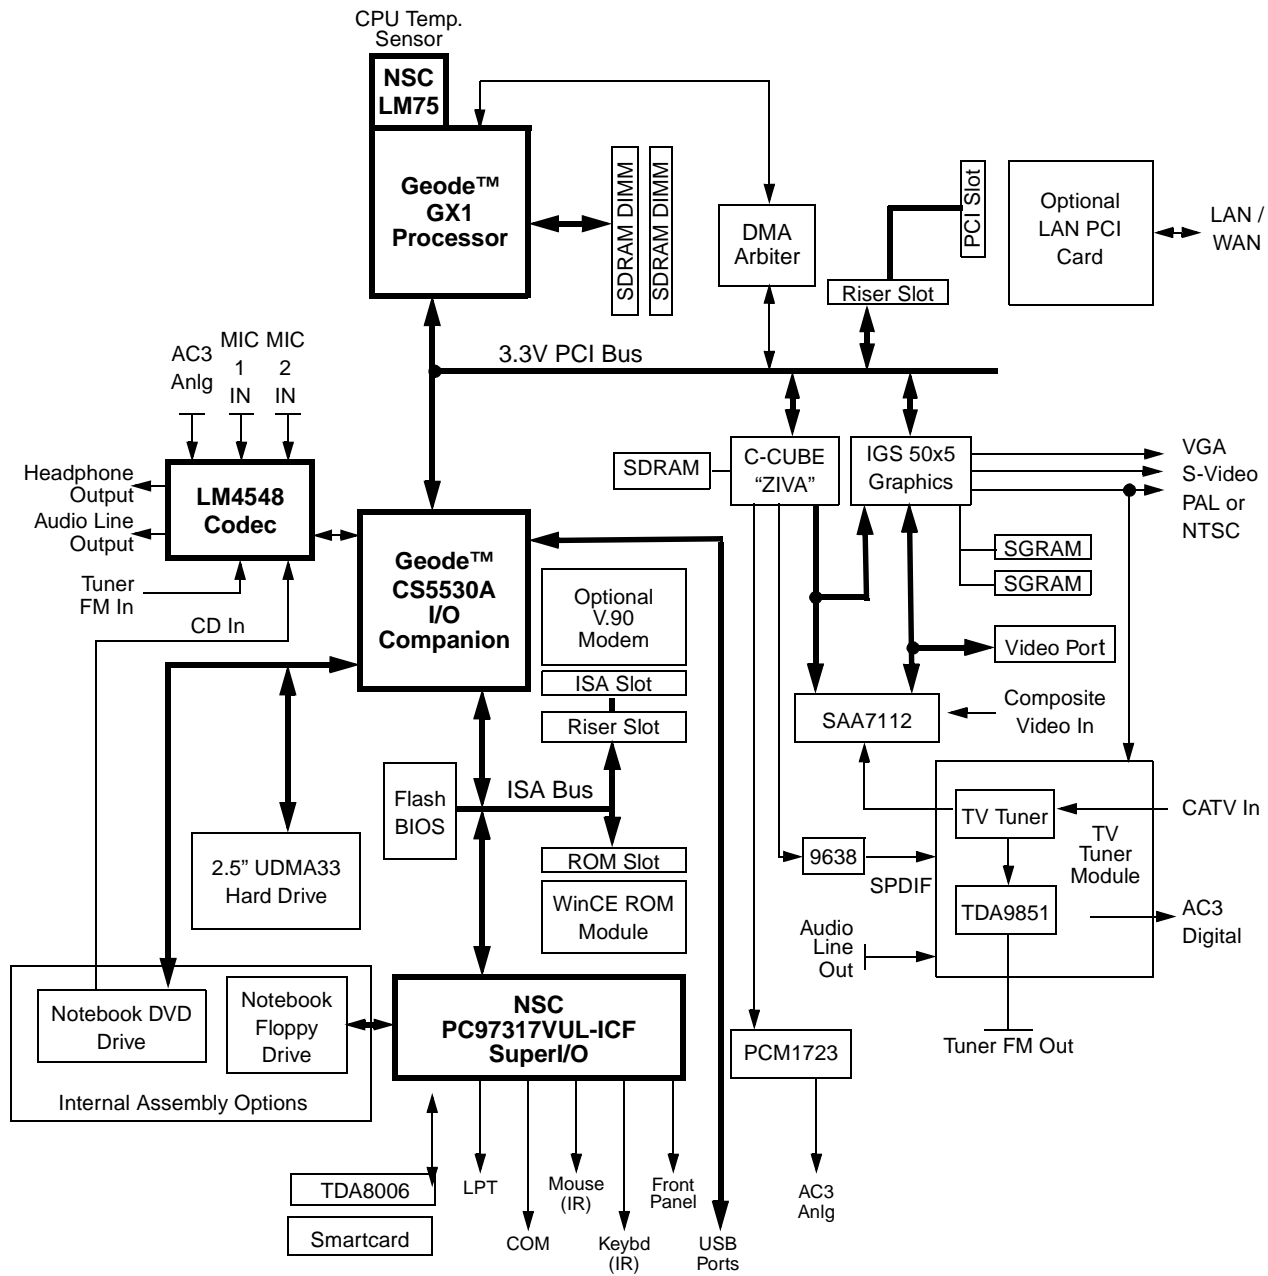 CPU Temp.
Sensor
NSC
LM75
Geode™
GX1
Processor
SDRAM DIMM
SDRAM DIMM
DMA
Arbiter
PCI Slot
Riser Slot
Optional
LAN PCI
Card
LAN /
WAN
3.3V PCI Bus
AC3
Anlg
MIC
1
IN
MIC
2
IN
Headphone
Output
Audio Line
Output
LM4548
Codec
Tuner
FM In
CD In
Geode™
CS5530A
I/O
Companion
SDRAM
C-CUBE
“ZIVA”
IGS 50x5
Graphics
VGA
S-Video
PAL or
NTSC
SGRAM
SGRAM
Video Port
Optional
V.90
Modem
ISA Slot
Riser Slot
SAA7112
Composite
Video In
Flash
BIOS
ISA Bus
ROM Slot
WinCE ROM
Module
2.5” UDMA33
Hard Drive
TV Tuner
CATV In
TV
Tuner
Module
9638
SPDIF
TDA9851
AC3
Digital
Audio
Line
Out
Tuner FM Out
Notebook DVD
Drive
Notebook
Floppy
Drive
Internal Assembly Options
NSC
PC97317VUL-ICF
SuperI/O
PCM1723
TDA8006
Smartcard
LPT
COM
Mouse
(IR)
Keybd
(IR)
Front
Panel
USB
Ports
AC3
Anlg